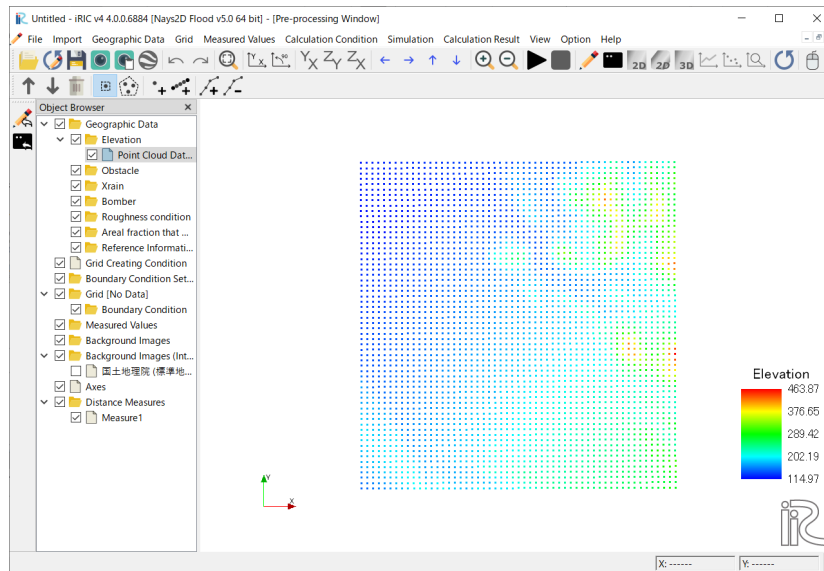 Untitled - iRIC v4 4.0.0.6884 [Nays2D Flood v5.0 64 bit] - [Pre-processing Window]
File Import Geographic Data Grid Measured Values Calculation Condition Simulation Calculation Result View Option Help
2D 2D 3D
Object Browser
Geographic Data
Elevation
Point Cloud Dat...
Obstacle
Xrain
Bomber
Roughness condition
Areal fraction that ...
Reference Informati...
Grid Creating Condition
Boundary Condition Set...
Grid [No Data]
Boundary Condition
Measured Values
Background Images
Background Images (Int...
国土地理院 (標準地...
Axes
Distance Measures
Measure1
Elevation
463.87
376.65
289.42
202.19
114.97
Y
X
iRIC
X: ------
Y: ------